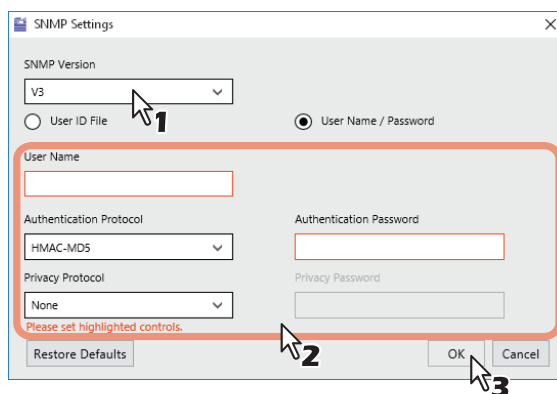 SNMP Settings
SNMP Version
V3
1
User ID File
User Name / Password
User Name
Authentication Protocol
Authentication Password
HMAC-MD5
Privacy Protocol
Privacy Password
None
Please set highlighted controls.
2
Restore Defaults
OK
Cancel
3